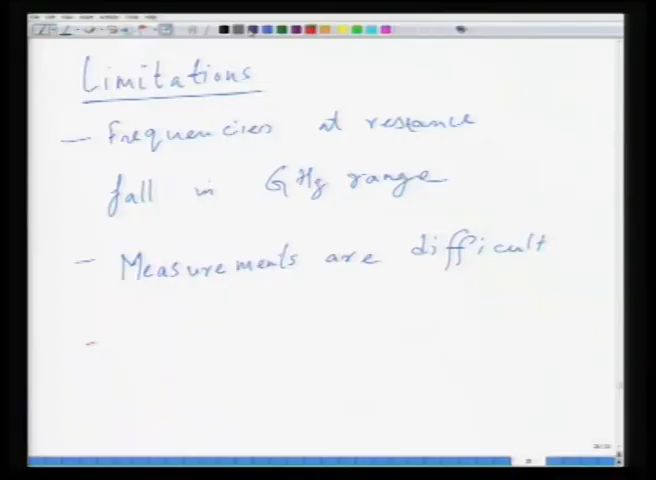 Limitations
- Frequencies at resonance
fall in GHz range
- Measurements are difficult
-